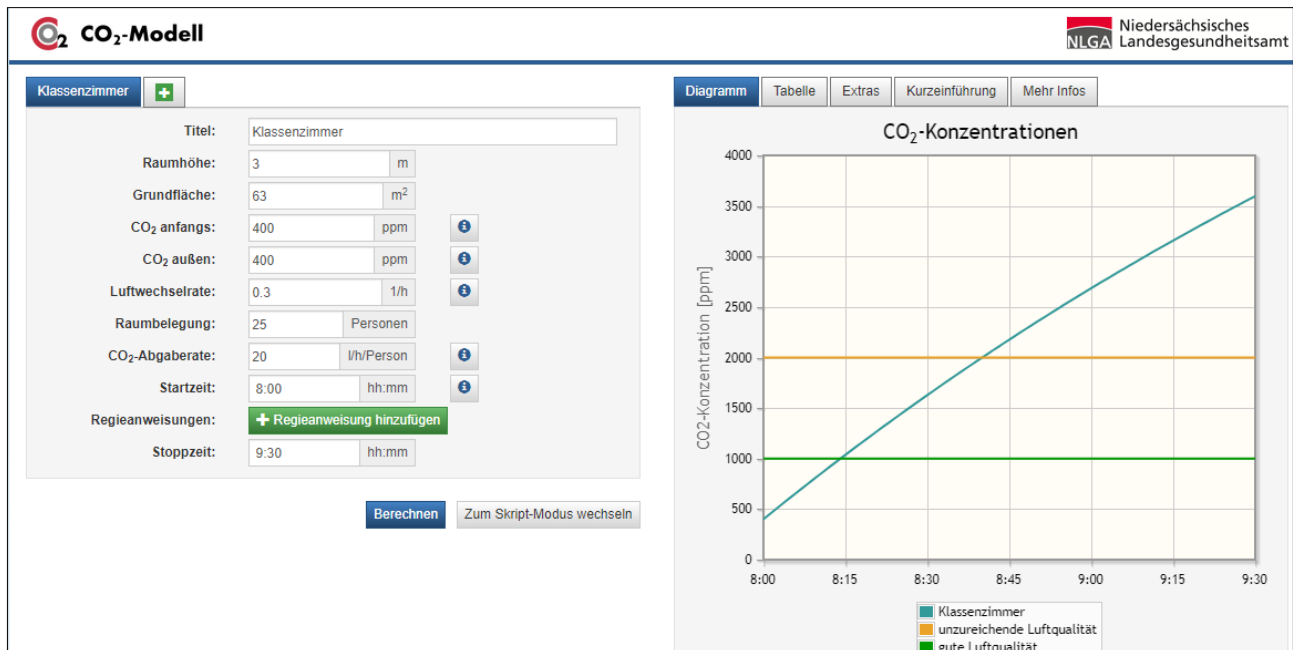 CO₂ CO₂-Modell
NLGA Niedersächsisches Landesgesundheitsamt
Klassenzimmer
Titel: Klassenzimmer
Raumhöhe: 3 m
Grundfläche: 63 m²
CO₂ anfangs: 400 ppm
CO₂ außen: 400 ppm
Luftwechselrate: 0.3 1/h
Raumbelegung: 25 Personen
CO₂-Abgaberate: 20 l/h/Person
Startzeit: 8:00 hh:mm
Regieanweisungen: Regieanweisung hinzufügen
Stoppzeit: 9:30 hh:mm
Berechnen Zum Skript-Modus wechseln
Diagramm Tabelle Extras Kurzeinführung Mehr Infos
CO₂-Konzentrationen
CO2-Konzentration [ppm]
4000
3500
3000
2500
2000
1500
1000
500
0
8:00 8:15 8:30 8:45 9:00 9:15 9:30
Klassenzimmer
unzureichende Luftqualität
gute Luftqualität